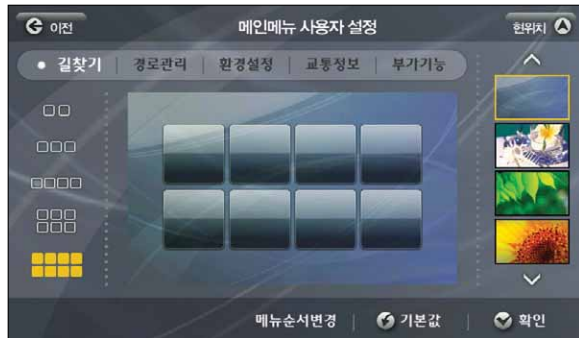 이전 메인메뉴 사용자 설정 현위치
길찾기 경로관리 환경설정 교통정보 부가기능
메뉴순서변경 기본값 확인